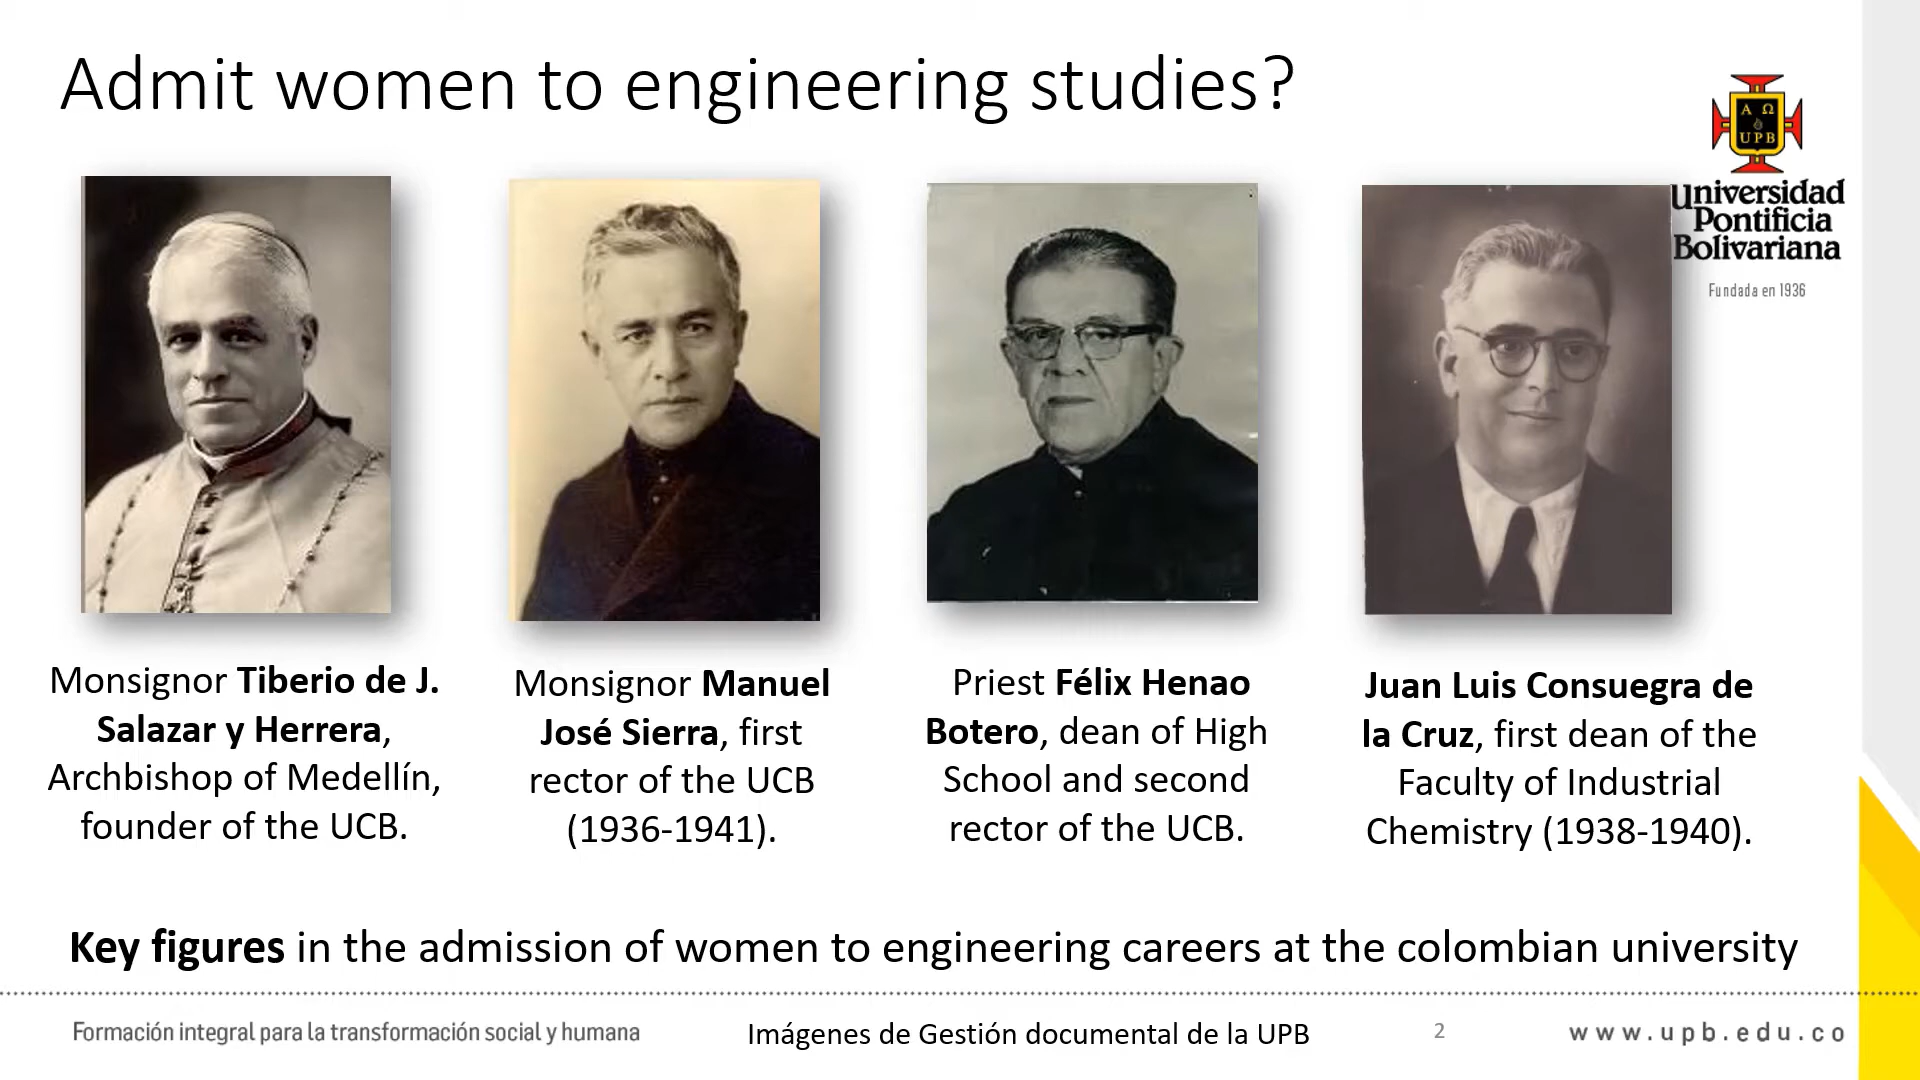 Admit women to engineering studies?
Α Ω
UPB
Universidad
Pontificia
Bolivariana
Fundada en 1936
Monsignor Tiberio de J.
Salazar y Herrera,
Archbishop of Medellín,
founder of the UCB.
Monsignor Manuel
José Sierra, first
rector of the UCB
(1936-1941).
Priest Félix Henao
Botero, dean of High
School and second
rector of the UCB.
Juan Luis Consuegra de
la Cruz, first dean of the
Faculty of Industrial
Chemistry (1938-1940).
Key figures in the admission of women to engineering careers at the colombian university
Formación integral para la transformación social y humana
Imágenes de Gestión documental de la UPB
2
www.upb.edu.co